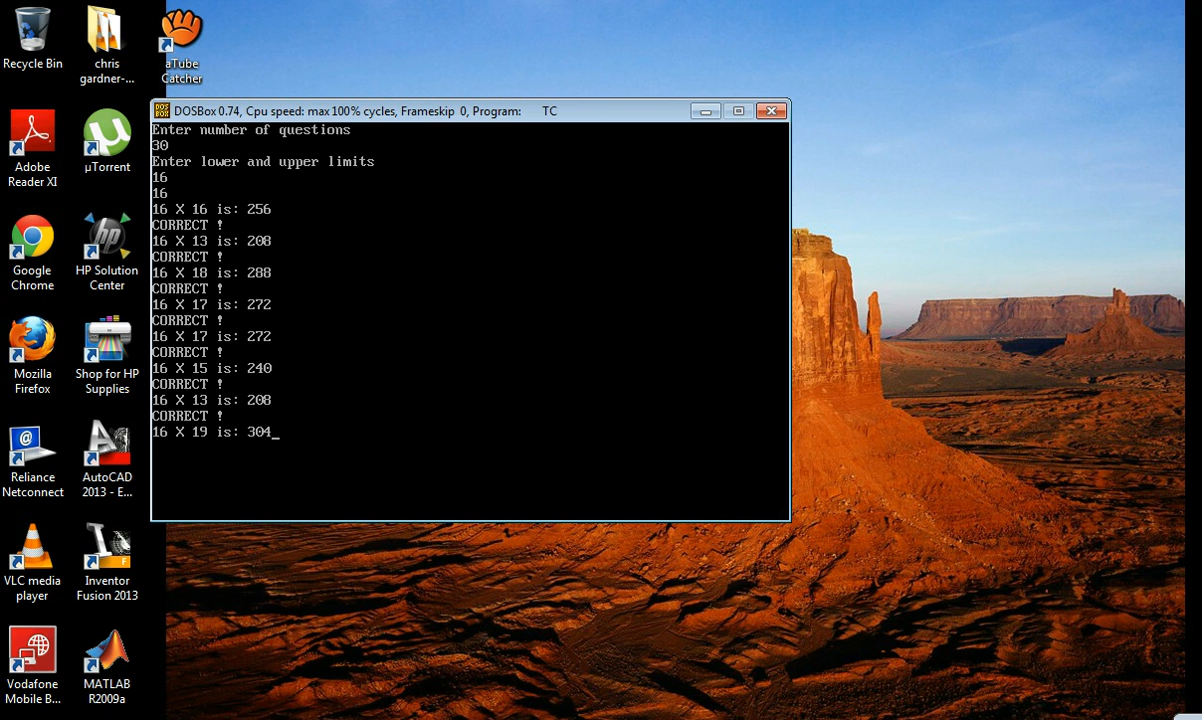 Recycle Bin
chris
gardner-...
aTube
Catcher
Adobe
Reader XI
µTorrent
Google
Chrome
HP Solution
Center
Mozilla
Firefox
Shop for HP
Supplies
Reliance
Netconnect
AutoCAD
2013 - E...
VLC media
player
Inventor
Fusion 2013
Vodafone
Mobile B...
MATLAB
R2009a
DOSBox 0.74, Cpu speed: max 100% cycles, Frameskip 0, Program: TC
Enter number of questions
30
Enter lower and upper limits
16
16
16 X 16 is: 256
CORRECT !
16 X 13 is: 208
CORRECT !
16 X 18 is: 288
CORRECT !
16 X 17 is: 272
CORRECT !
16 X 17 is: 272
CORRECT !
16 X 15 is: 240
CORRECT !
16 X 13 is: 208
CORRECT !
16 X 19 is: 304_